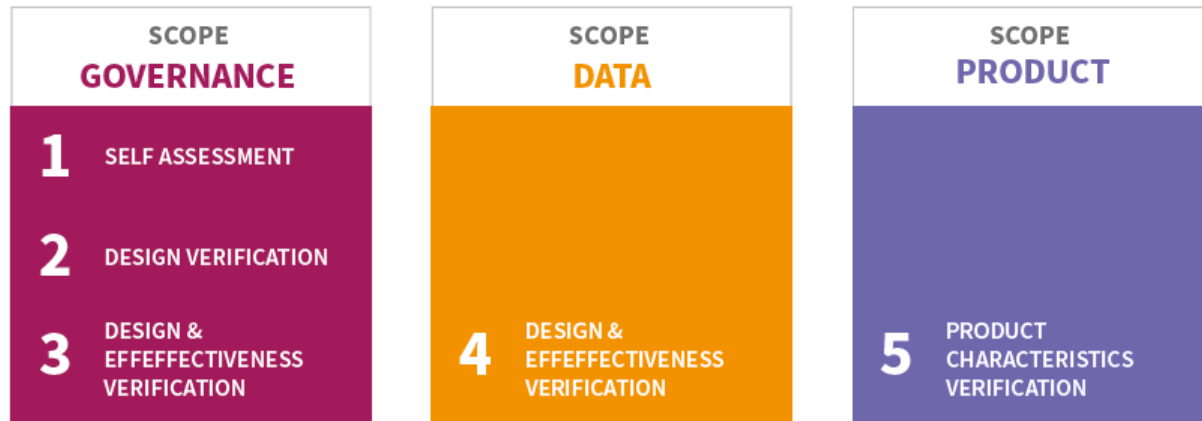 SCOPE
GOVERNANCE
1 SELF ASSESSMENT
2 DESIGN VERIFICATION
3 DESIGN &
EFFEFFECTIVENESS
VERIFICATION
SCOPE
DATA
4 DESIGN &
EFFEFFECTIVENESS
VERIFICATION
SCOPE
PRODUCT
5 PRODUCT
CHARACTERISTICS
VERIFICATION